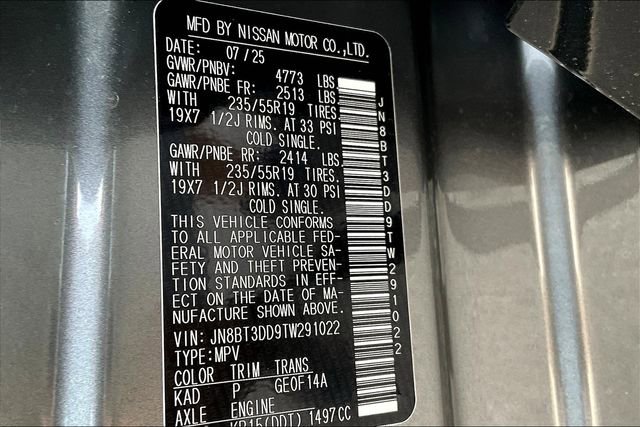 MFD BY NISSAN MOTOR CO.,LTD.
DATE: 07/25
GVWR/PNBV: 4773 LBS
GAWR/PNBE FR: 2513 LBS
WITH 235/55R19 TIRES.
19X7 1/2J RIMS. AT 33 PSI
COLD SINGLE.
GAWR/PNBE RR: 2414 LBS
WITH 235/55R19 TIRES.
19X7 1/2J RIMS. AT 30 PSI
COLD SINGLE.
THIS VEHICLE CONFORMS
TO ALL APPLICABLE FED-
ERAL MOTOR VEHICLE SA-
FETY AND THEFT PREVEN-
TION STANDARDS IN EFF-
ECT ON THE DATE OF MA-
NUFACTURE SHOWN ABOVE.
VIN: JN8BT3DD9TW291022
TYPE:MPV
COLOR TRIM TRANS
KAD P GE0F14A
AXLE ENGINE
KR15(DDT) 1497CC
JN8BT3DD9TW291022